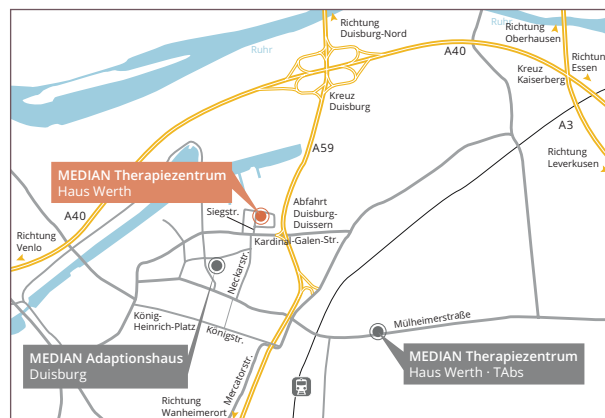 Richtung
Duisburg-Nord
Ruhr
Richtung
Oberhausen
Ruhr
A40
Richtung
Essen
Kreuz
Kaiserberg
Kreuz
Duisburg
A3
A59
Richtung
Leverkusen
MEDIAN Therapiezentrum
Haus Werth
Siegstr.
Abfahrt
Duisburg-
Duissern
A40
Kardinal-Galen-Str.
Richtung
Venlo
Neckarstr.
König-
Heinrich-Platz
Königstr.
Mülheimerstraße
MEDIAN Adaptionshaus
Duisburg
MEDIAN Therapiezentrum
Haus Werth · TAbs
Mercatorstr.
Richtung
Wanheimerort